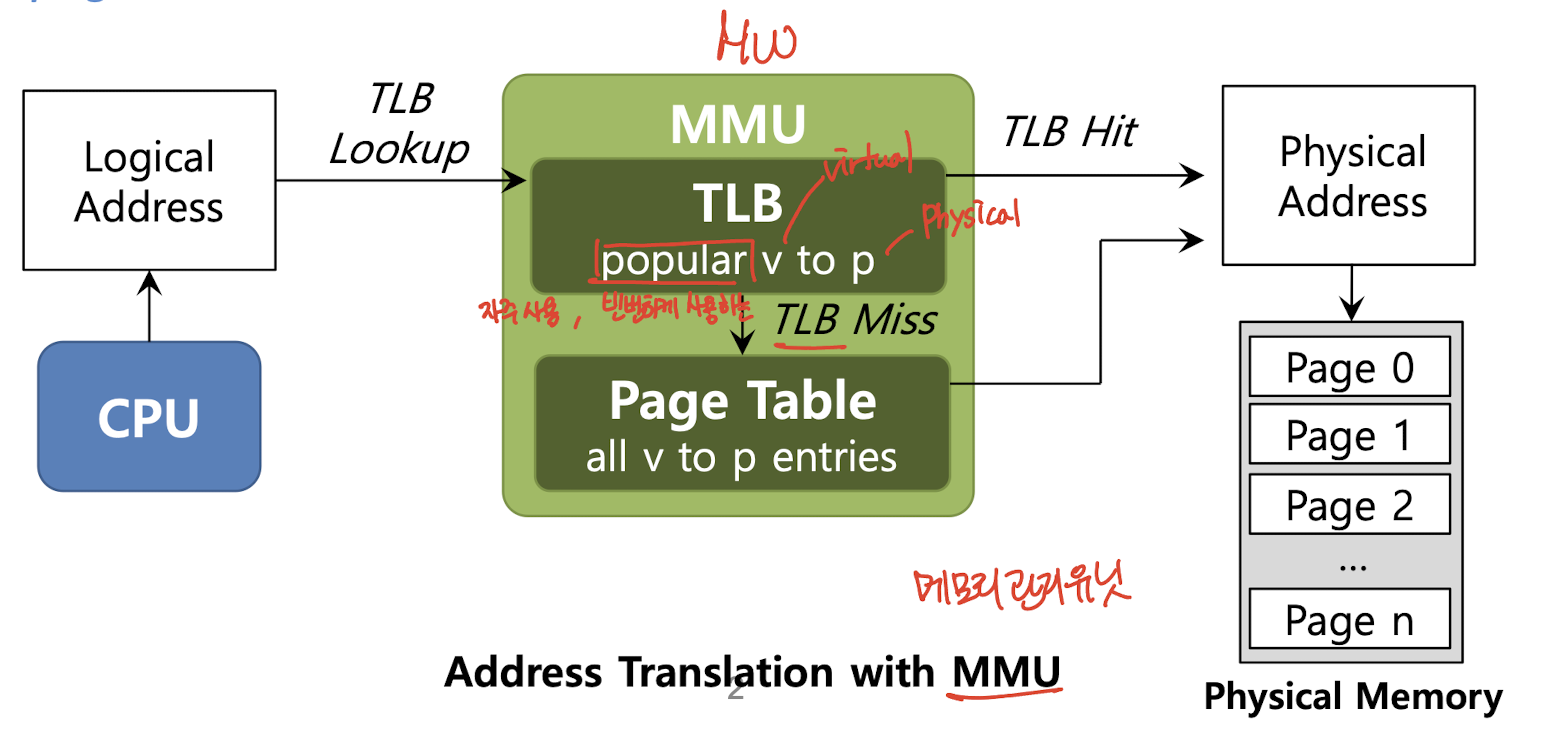 HW
Logical
Address
TLB
Lookup
MMU
TLB
virtual
popular v to p
physical
자주 사용, 빈번하게 사용하는
TLB Miss
Page Table
all v to p entries
TLB Hit
Physical
Address
CPU
Page 0
Page 1
Page 2
...
Page n
메모리관리유닛
Address Translation with MMU
2
Physical Memory